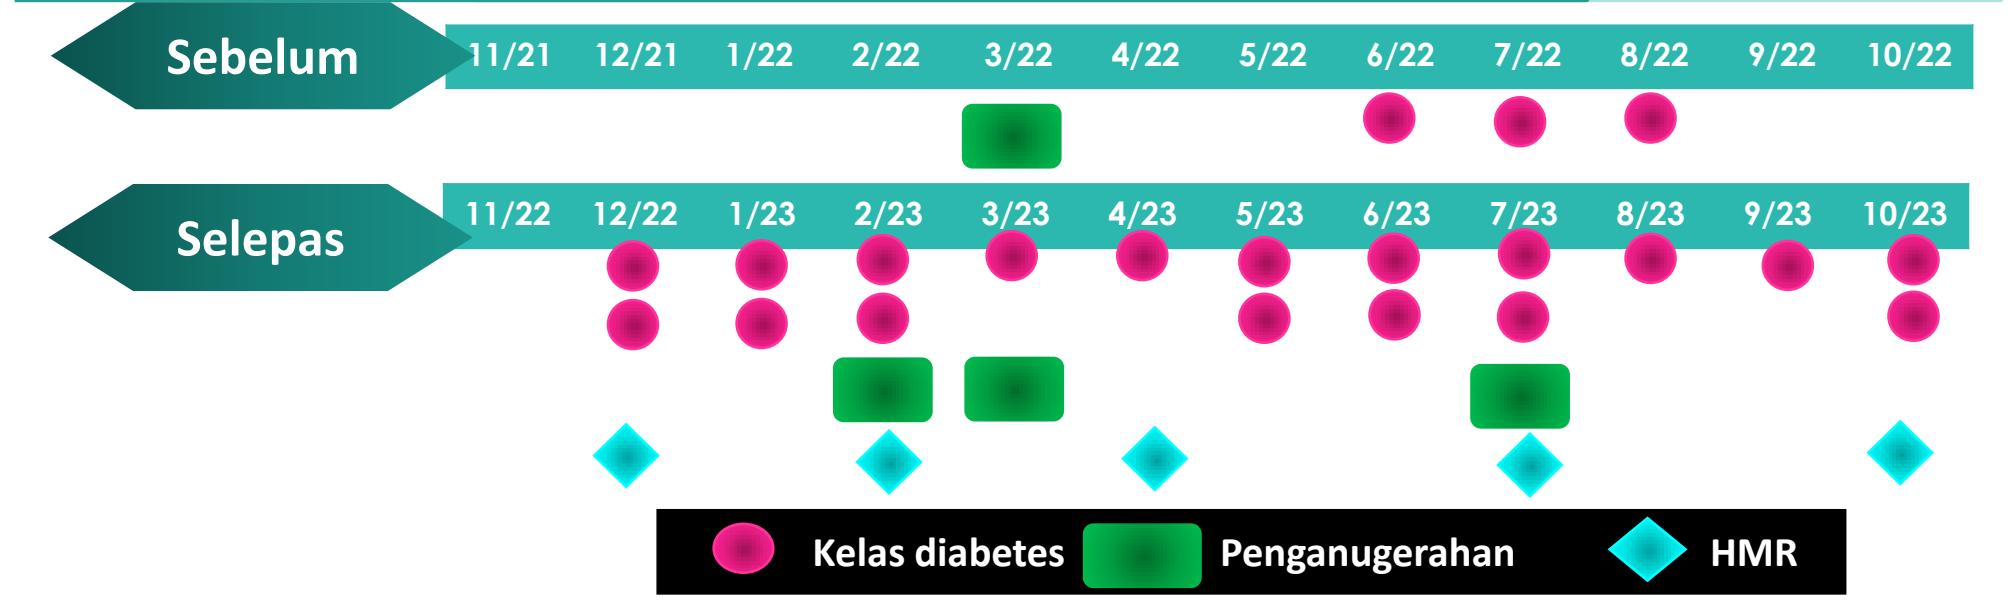 Sebelum 11/21 12/21 1/22 2/22 3/22 4/22 5/22 6/22 7/22 8/22 9/22 10/22
Selepas 11/22 12/22 1/23 2/23 3/23 4/23 5/23 6/23 7/23 8/23 9/23 10/23
Kelas diabetes Penganugerahan HMR